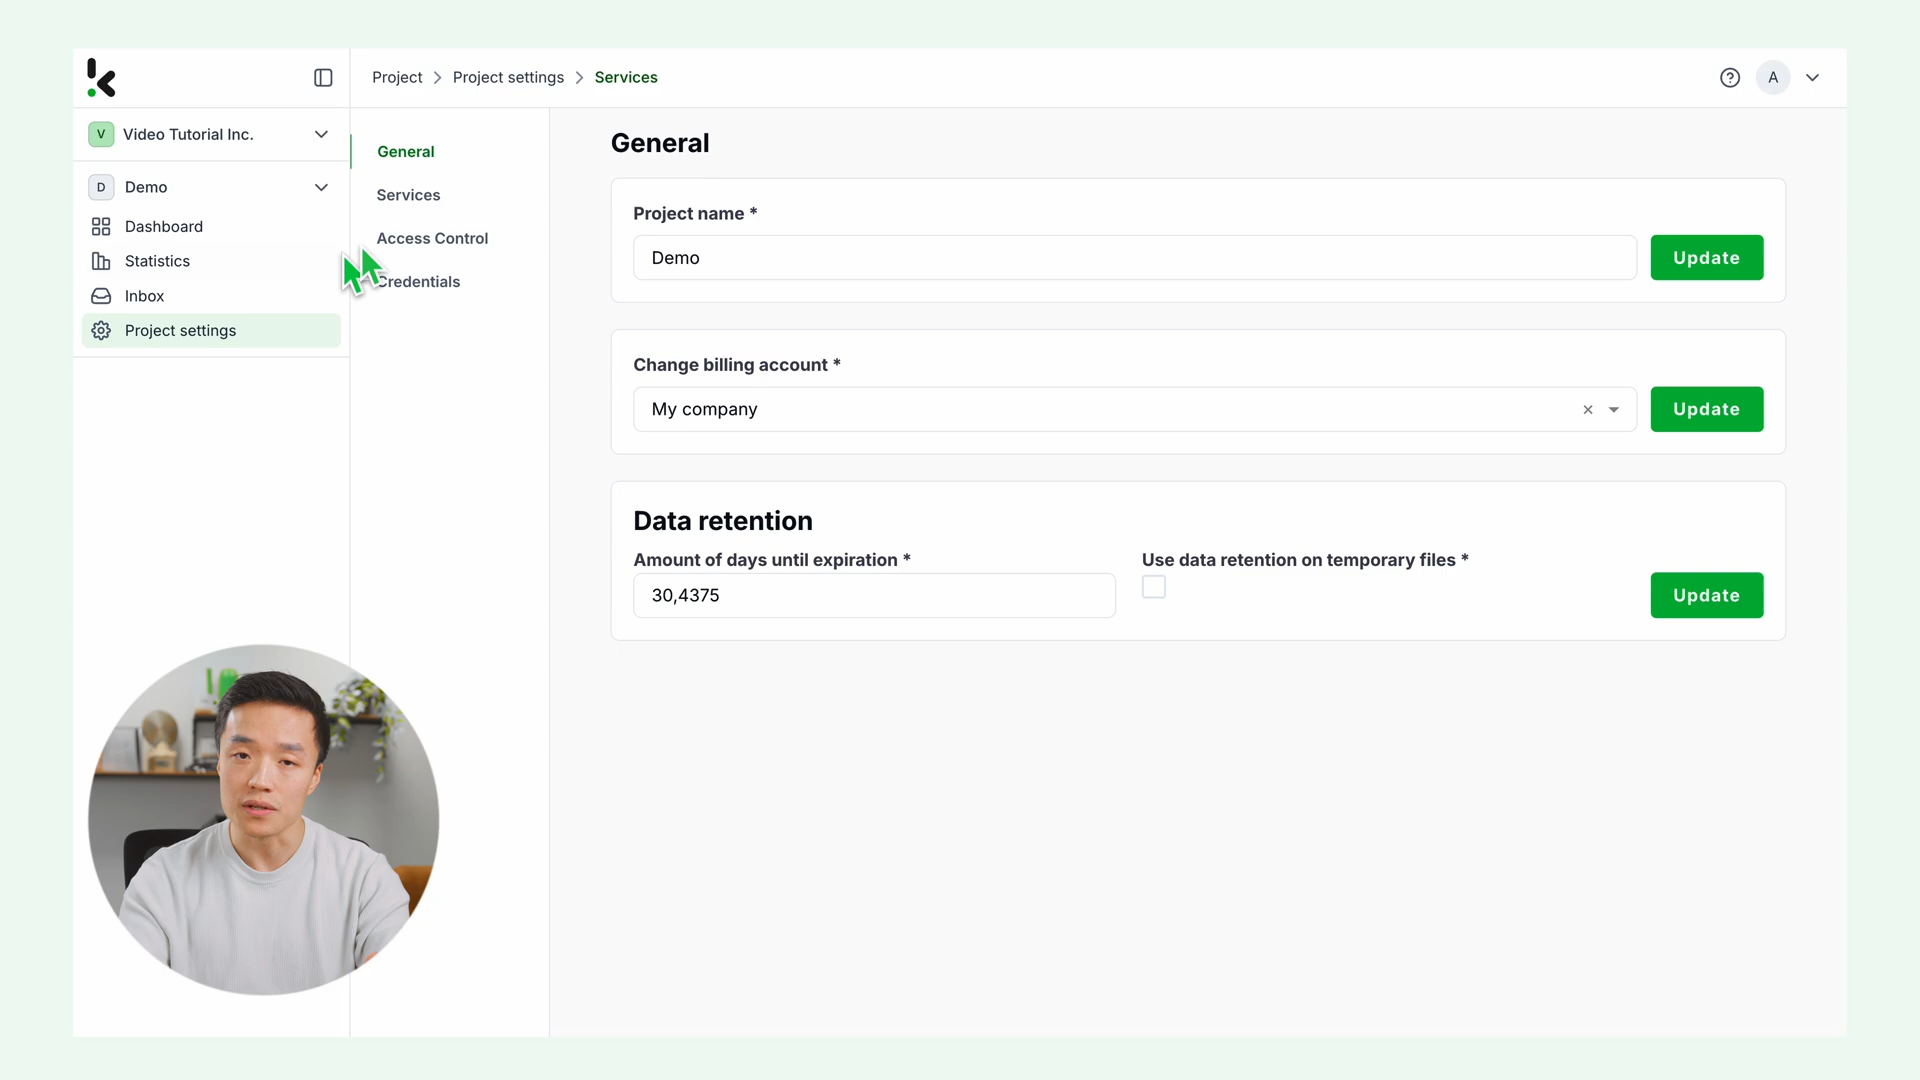 Project > Project settings > Services
A
V Video Tutorial Inc.
D Demo
Dashboard
Statistics
Inbox
Project settings
General
Services
Access Control
Credentials
General
Project name *
Demo
Update
Change billing account *
My company
Update
Data retention
Amount of days until expiration *
30,4375
Use data retention on temporary files *
Update